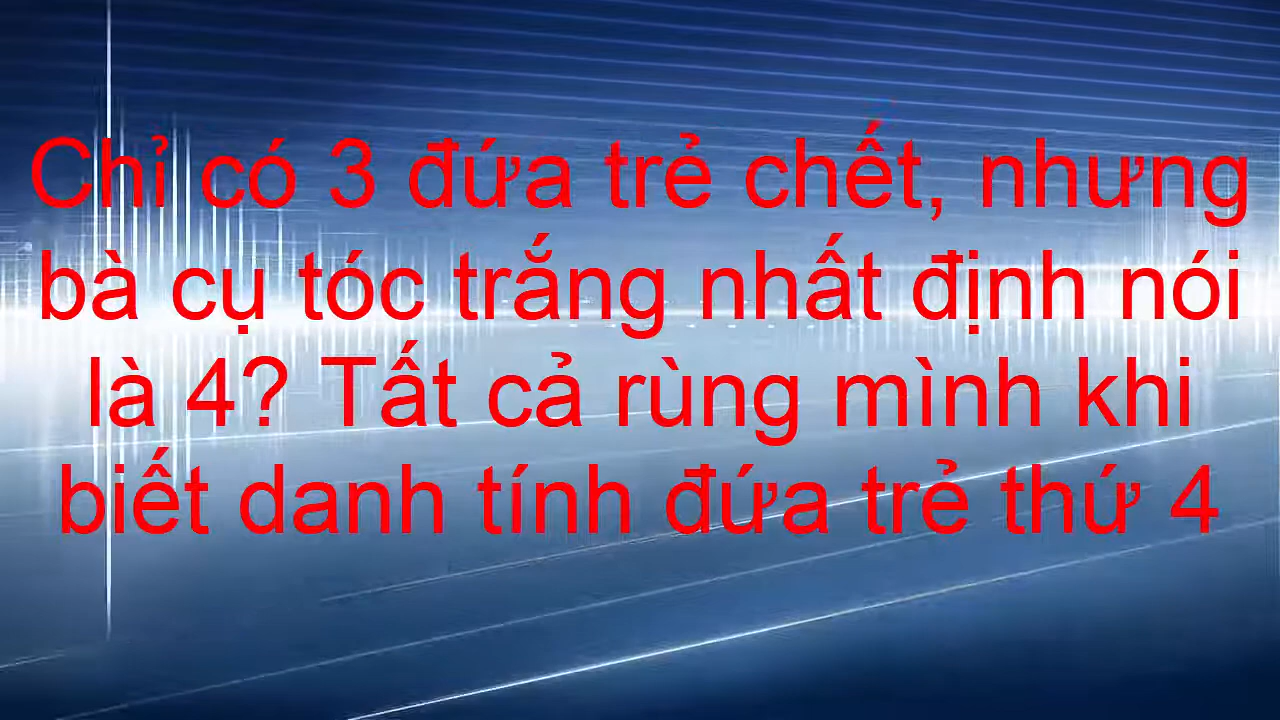 Chỉ có 3 đứa trẻ chết, nhưng
bà cụ tóc trắng nhất định nói
là 4? Tất cả rùng mình khi
biết danh tính đứa trẻ thứ 4